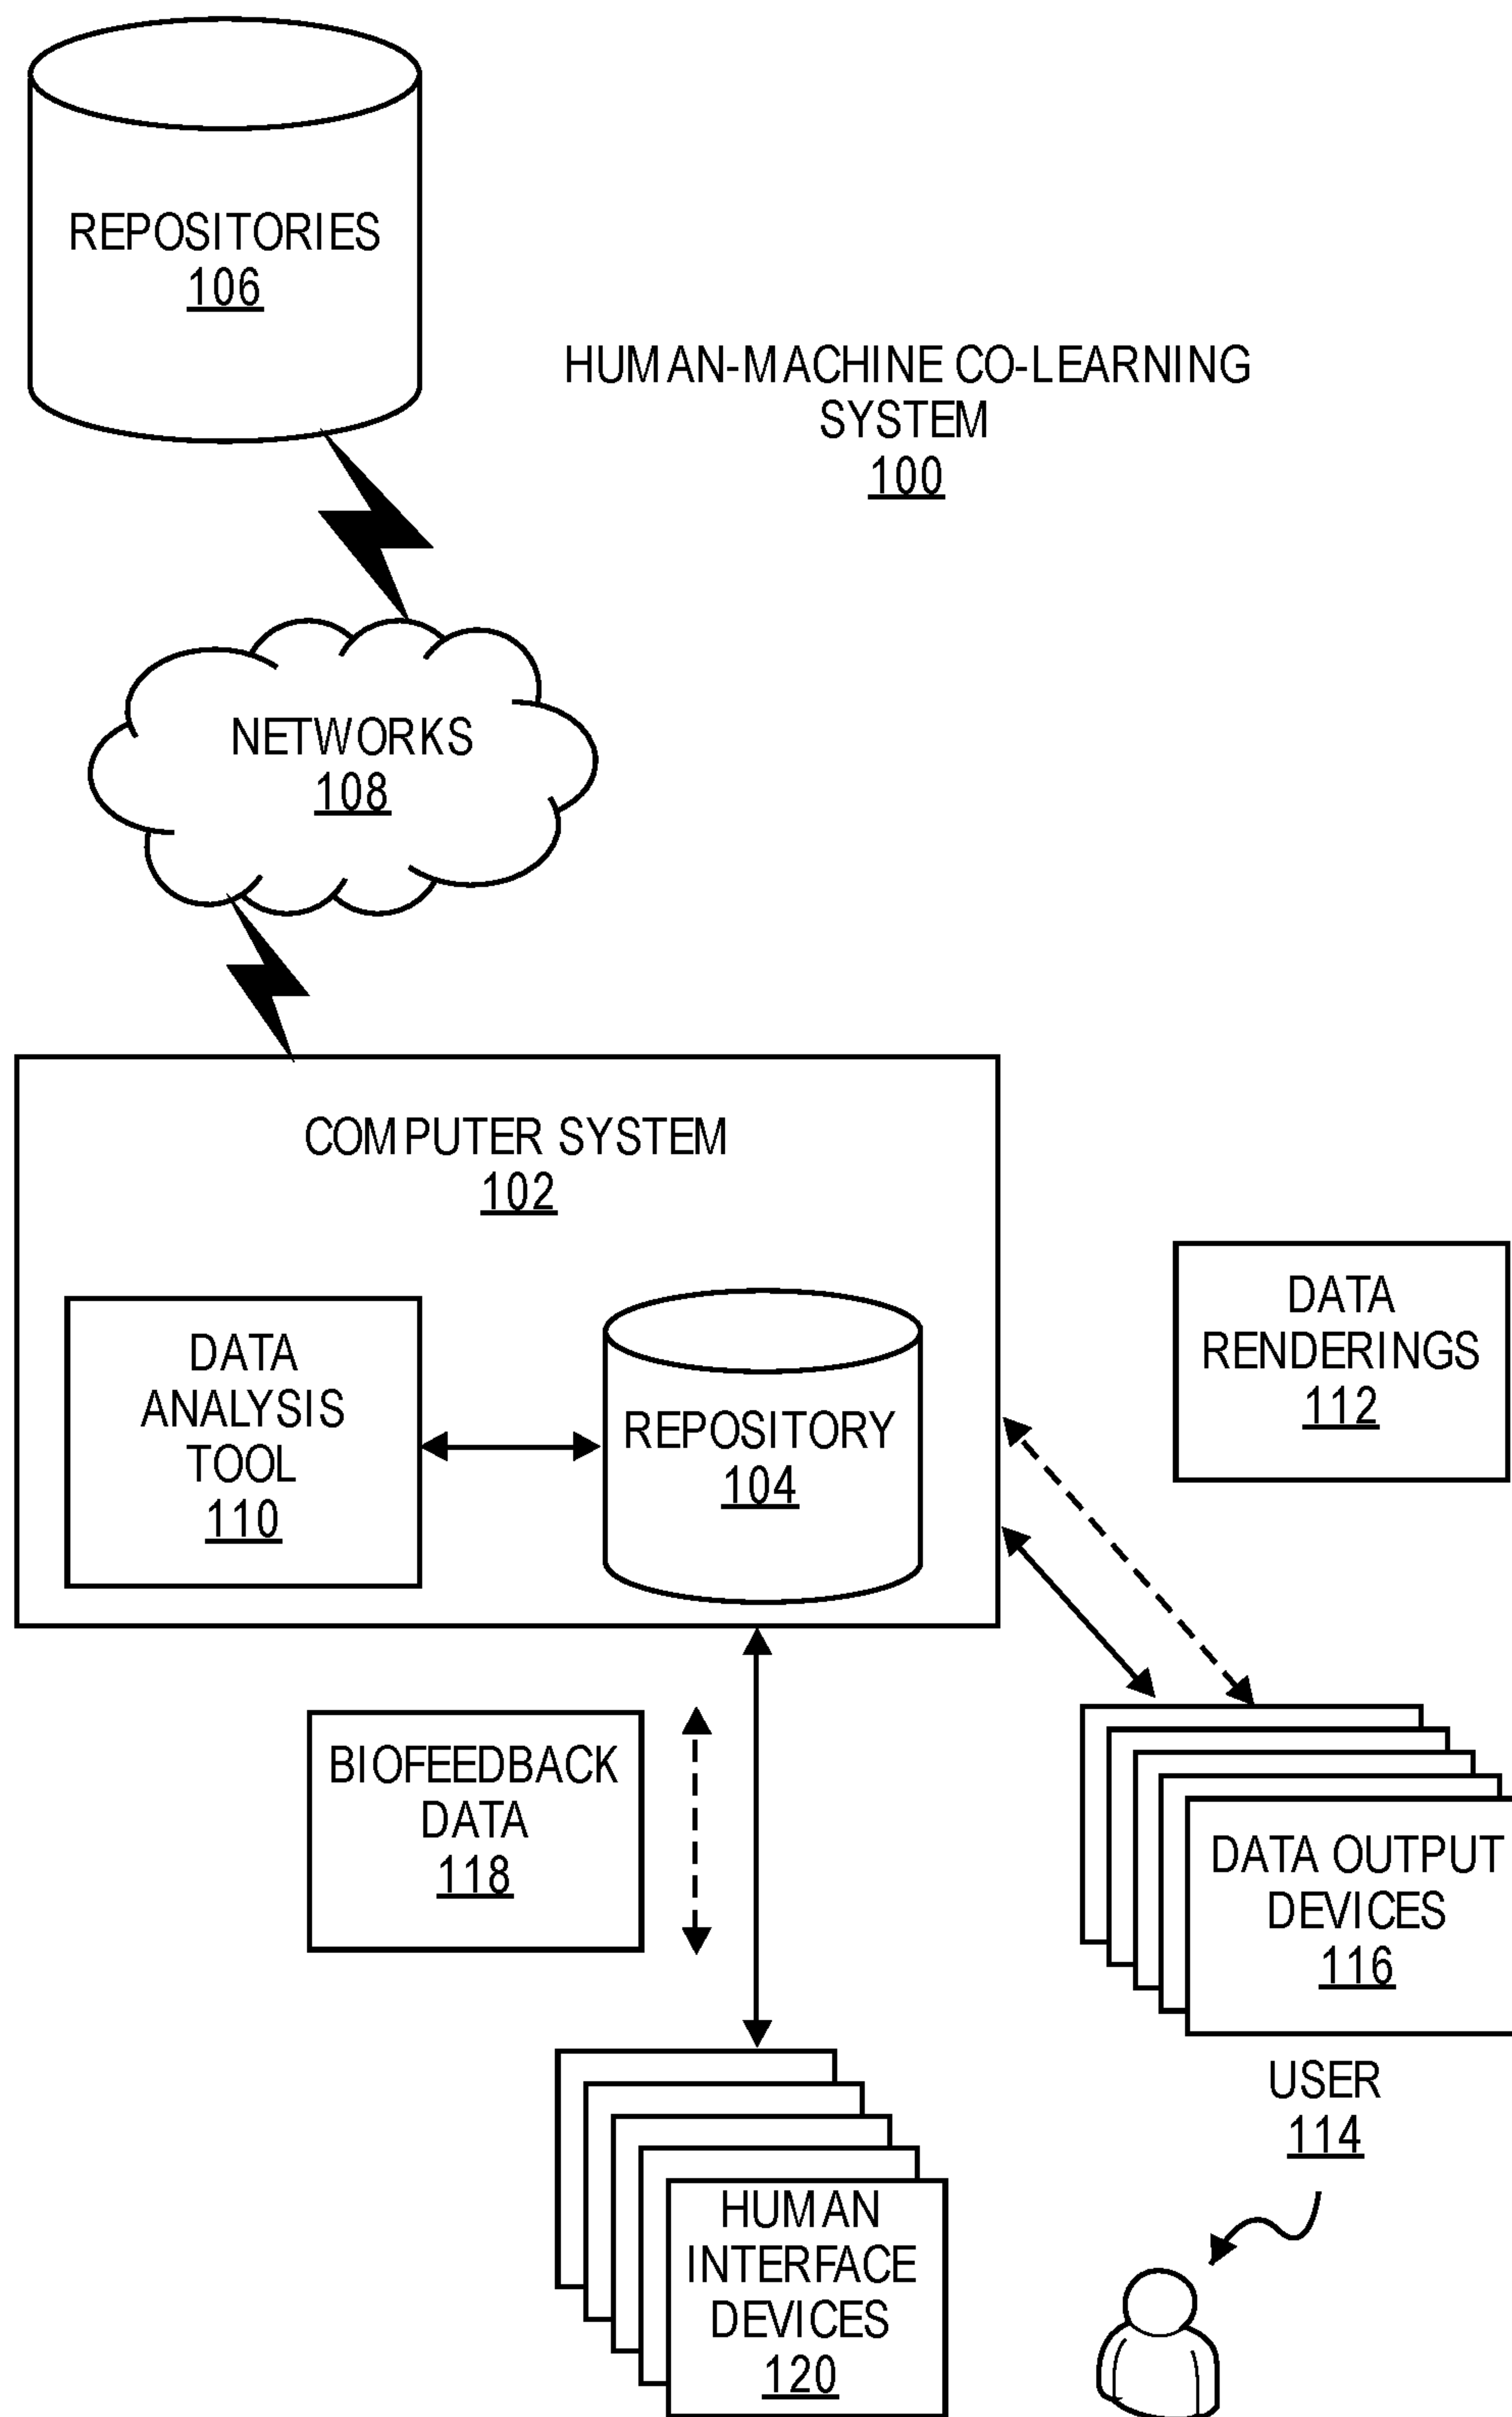 REPOSITORIES
106
HUMAN-MACHINE CO-LEARNING
SYSTEM
100
NETWORKS
108
COMPUTER SYSTEM
102
DATA
ANALYSIS
TOOL
110
REPOSITORY
104
DATA
RENDERINGS
112
BIOFEEDBACK
DATA
118
DATA OUTPUT
DEVICES
116
USER
114
HUMAN
INTERFACE
DEVICES
120